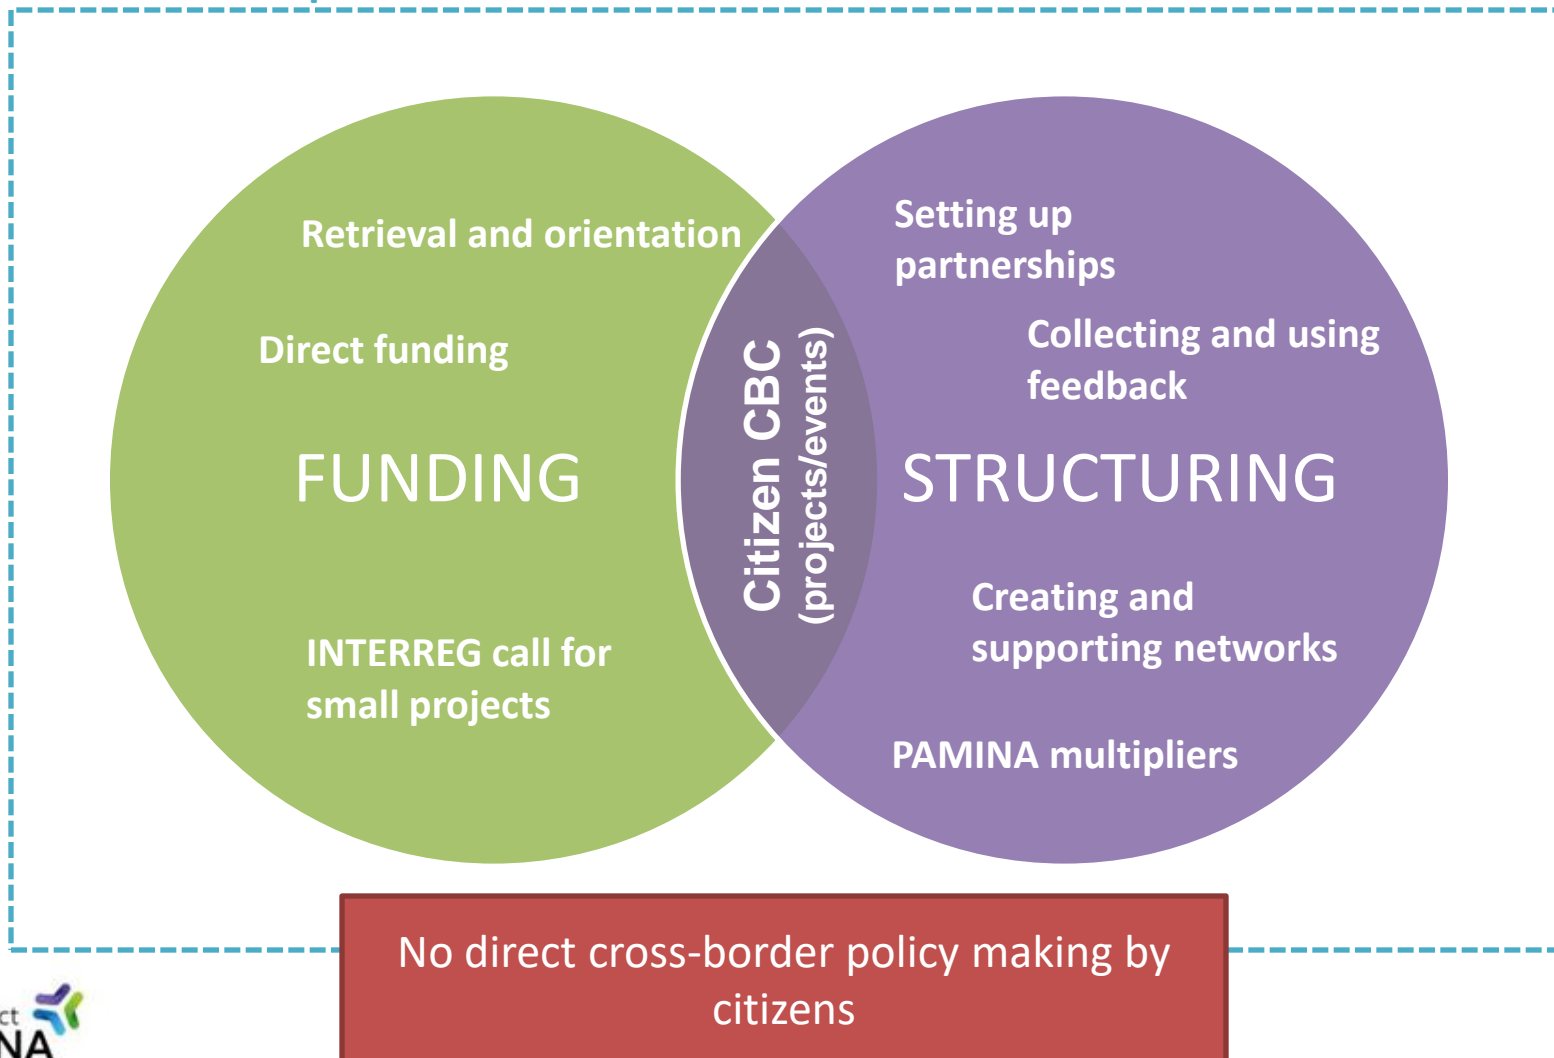 Retrieval and orientation
Direct funding
FUNDING
INTERREG call for
small projects
Citizen CBC
(projects/events)
Setting up
partnerships
Collecting and using
feedback
STRUCTURING
Creating and
supporting networks
PAMINA multipliers
No direct cross-border policy making by
citizens